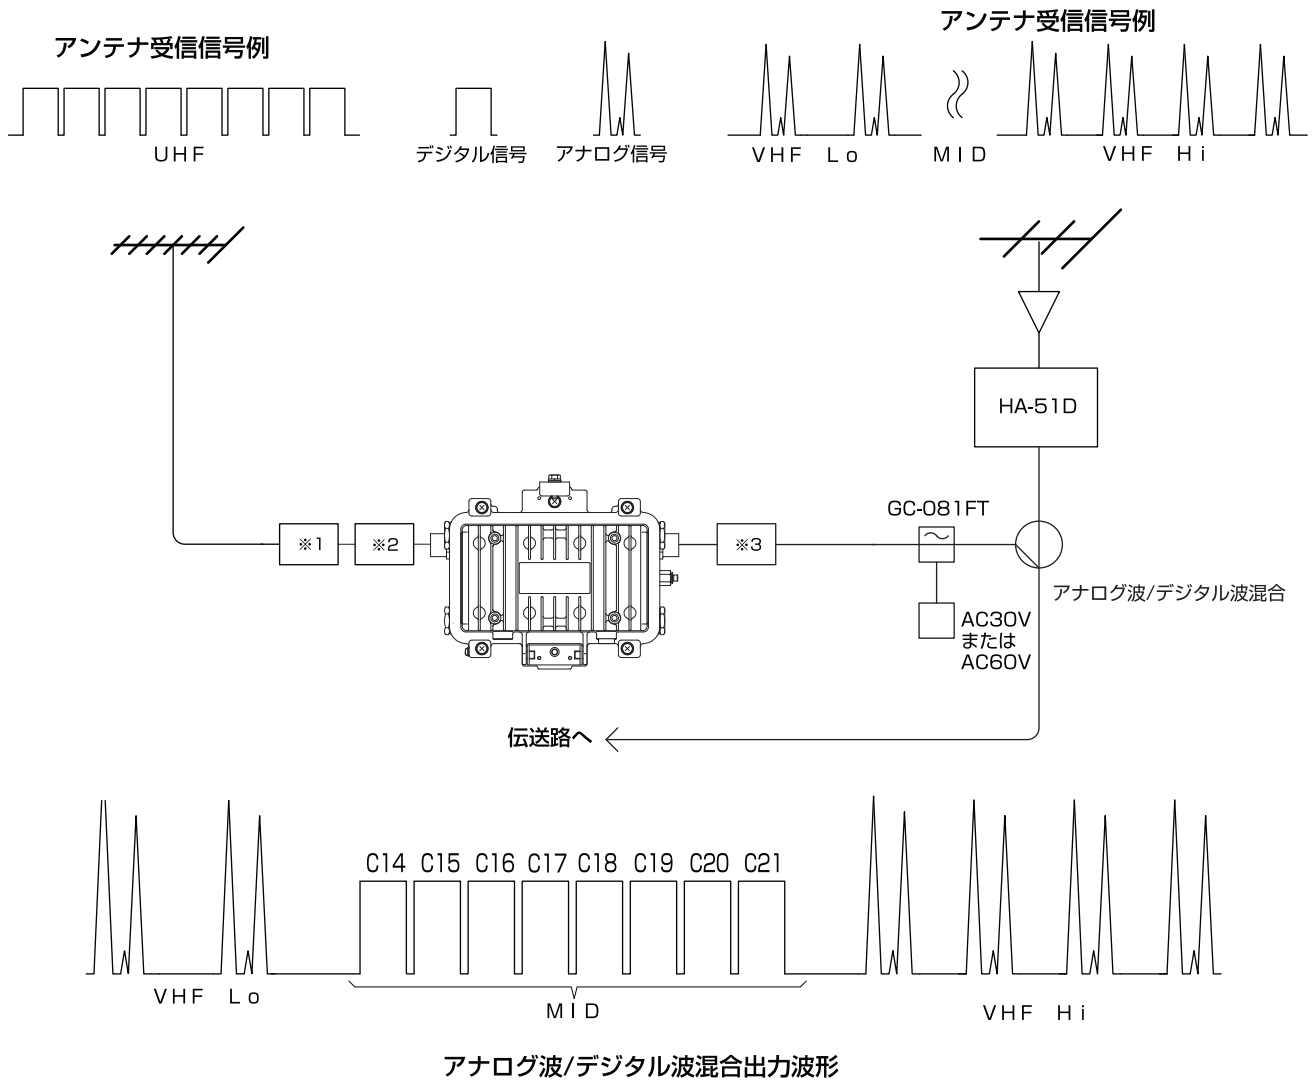 アンテナ受信信号例
アンテナ受信信号例
UHF
デジタル信号
アナログ信号
VHF Lo
MID
VHF Hi
HA-51D
GC-081FT
※1
※2
※3
アナログ波/デジタル波混合
AC30V
または
AC60V
伝送路へ
C14 C15 C16 C17 C18 C19 C20 C21
VHF Lo
MID
VHF Hi
アナログ波/デジタル波混合出力波形